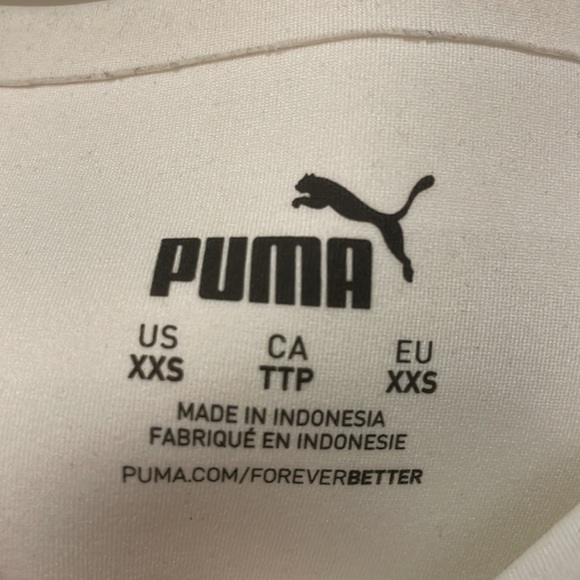 PUMA
US CA EU
XXS TTP XXS
MADE IN INDONESIA
FABRIQUÉ EN INDONESIE
PUMA.COM/FOREVERBETTER